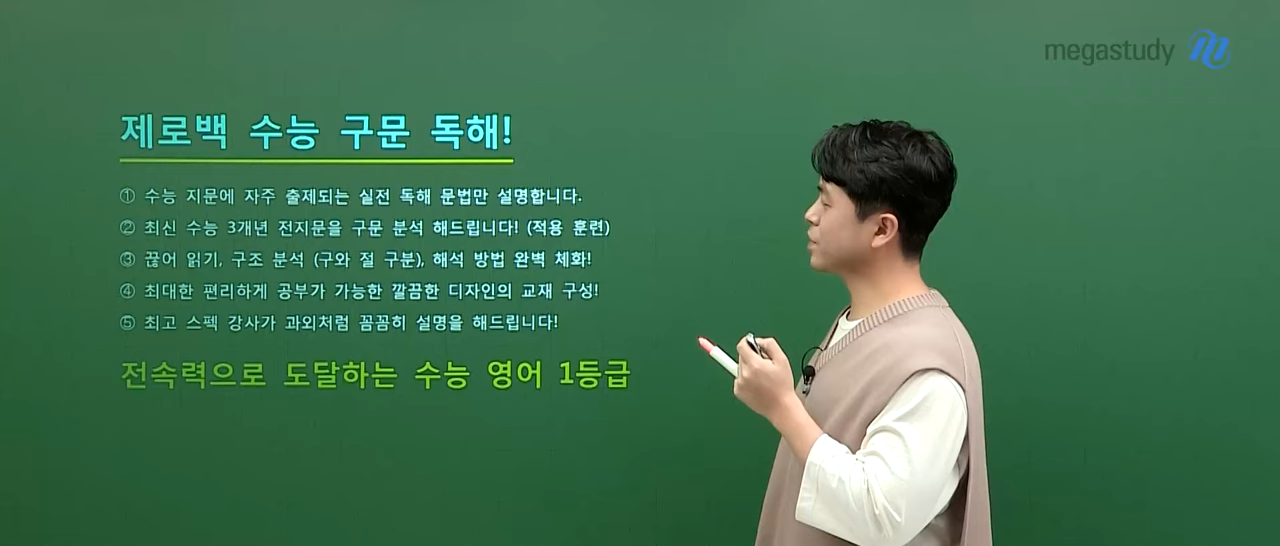 megastudy
제로백 수능 구문 독해!
① 수능 지문에 자주 출제되는 실전 독해 문법만 설명합니다.
② 최신 수능 3개년 전지문을 구문 분석 해드립니다! (적용 훈련)
③ 끊어 읽기, 구조 분석 (구와 절 구분), 해석 방법 완벽 체화!
④ 최대한 편리하게 공부가 가능한 깔끔한 디자인의 교재 구성!
⑤ 최고 스펙 강사가 과외처럼 꼼꼼히 설명을 해드립니다!
전속력으로 도달하는 수능 영어 1등급